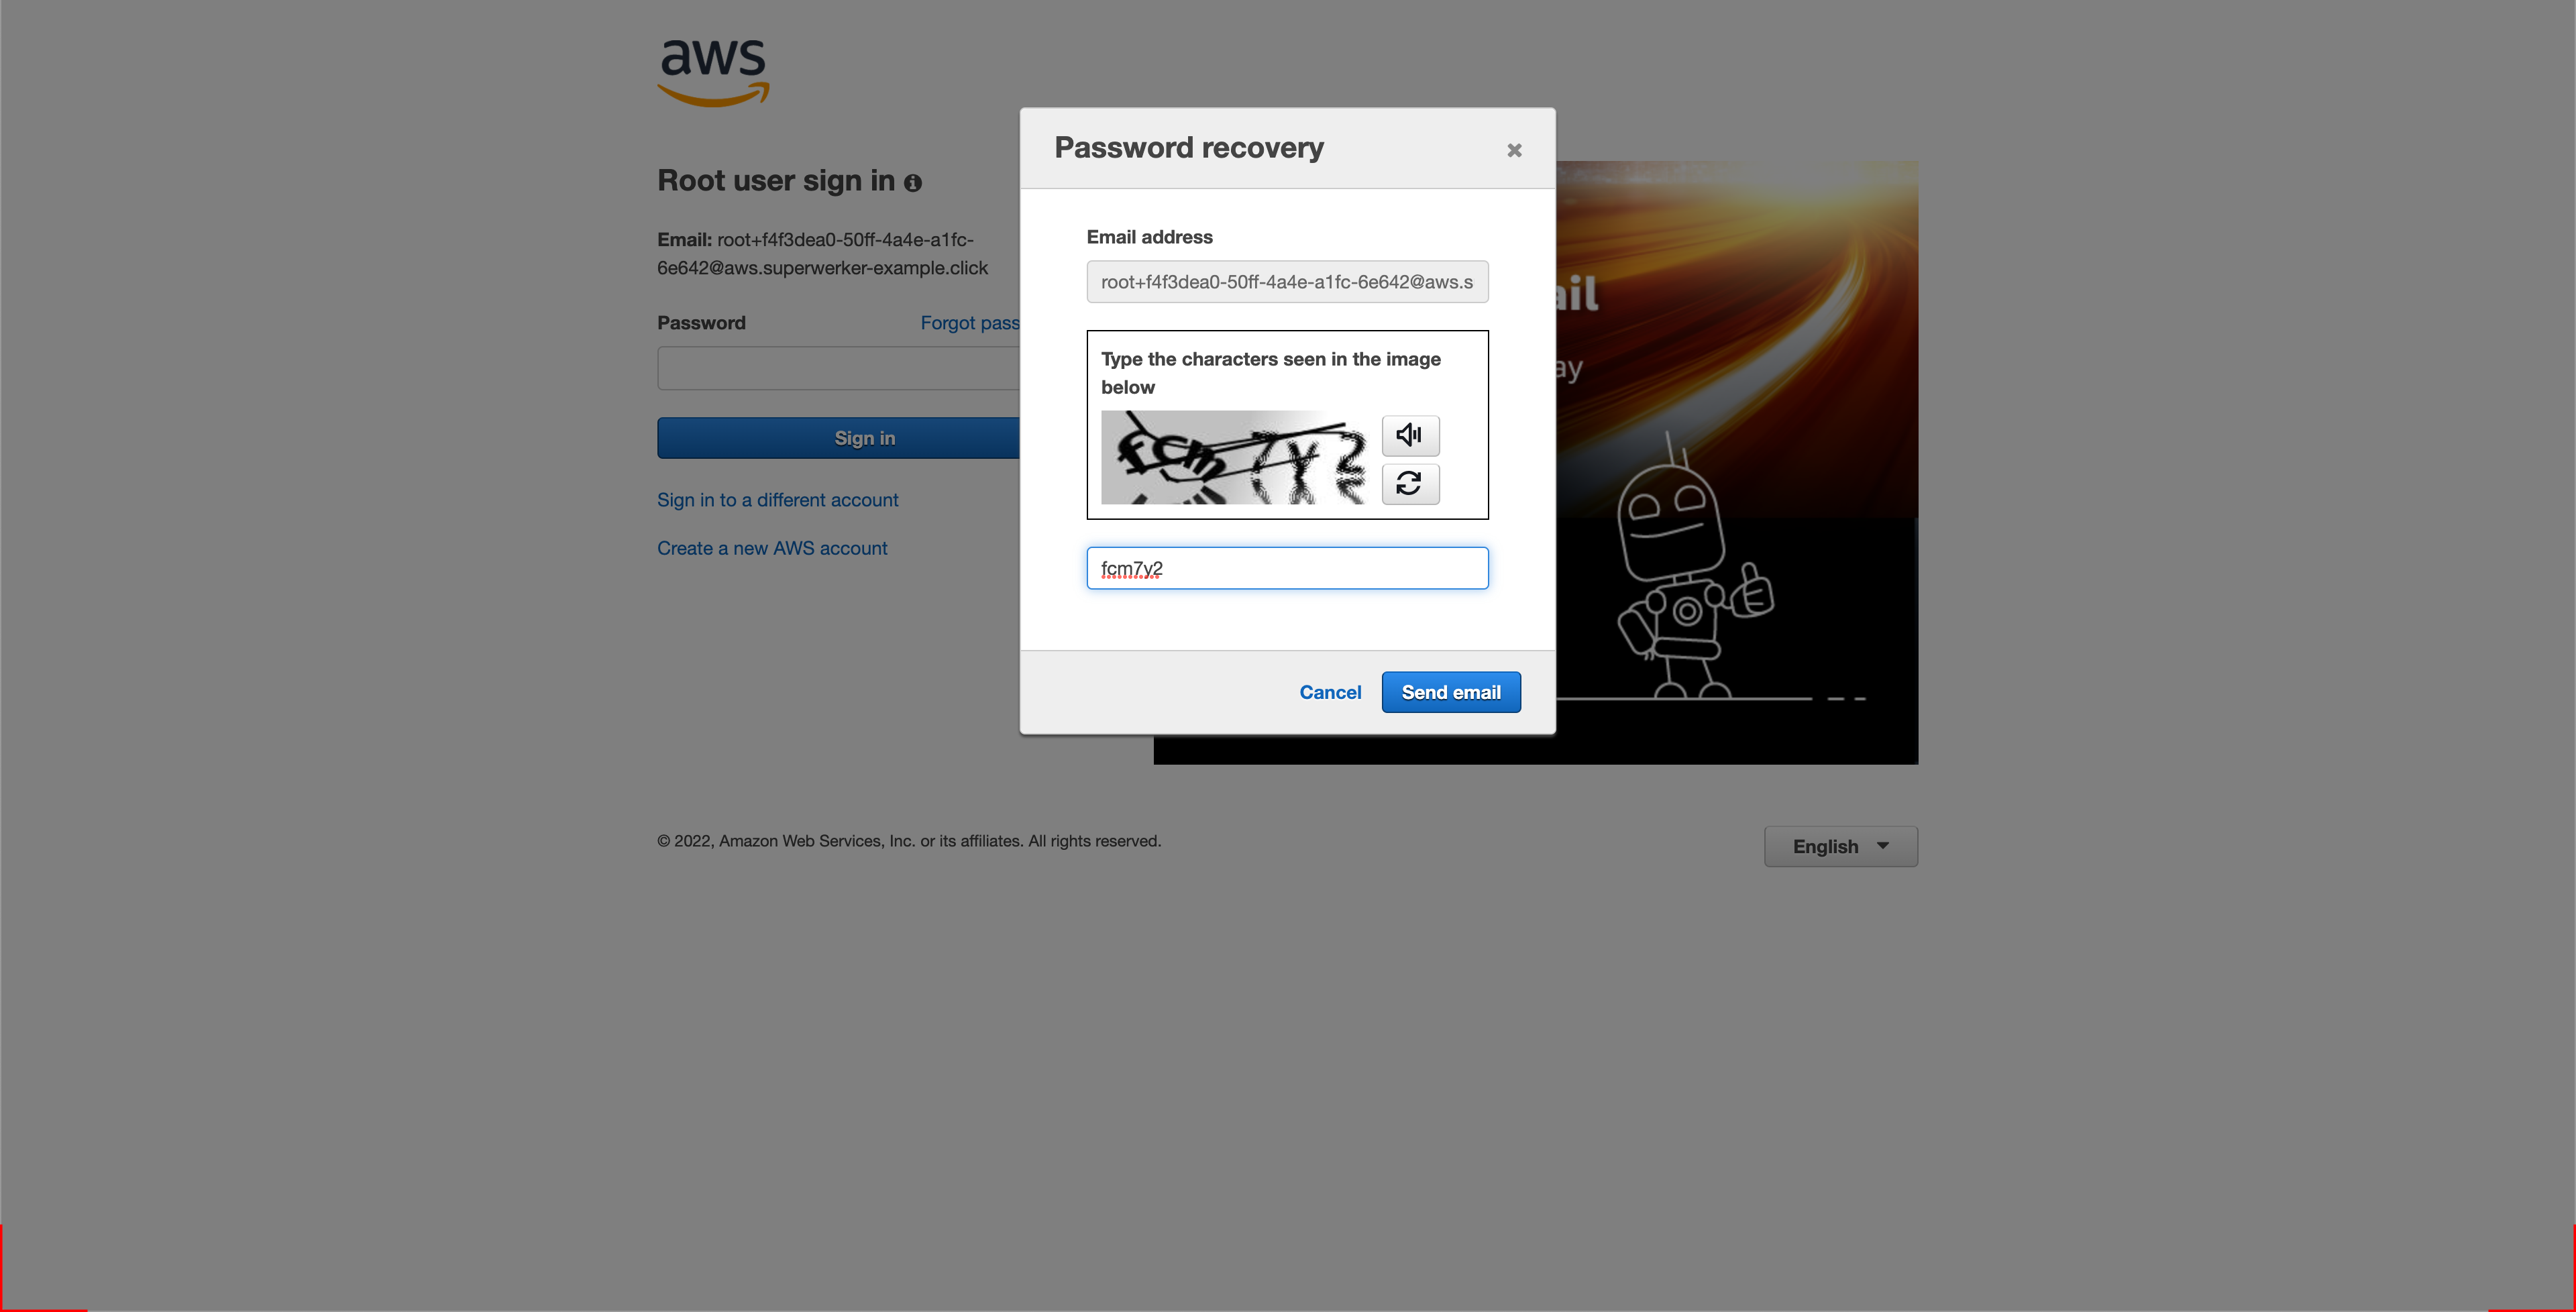 aws
Root user sign in
Email: root+f4f3dea0-50ff-4a4e-a1fc-
6e642@aws.superwerker-example.click
Password
Forgot pass
Sign in
Sign in to a different account
Create a new AWS account
Password recovery
Email address
root+f4f3dea0-50ff-4a4e-a1fc-6e642@aws.s
Type the characters seen in the image
below
fcm7y2
fcm7y2
Cancel
Send email
ail
ay
© 2022, Amazon Web Services, Inc. or its affiliates. All rights reserved.
English